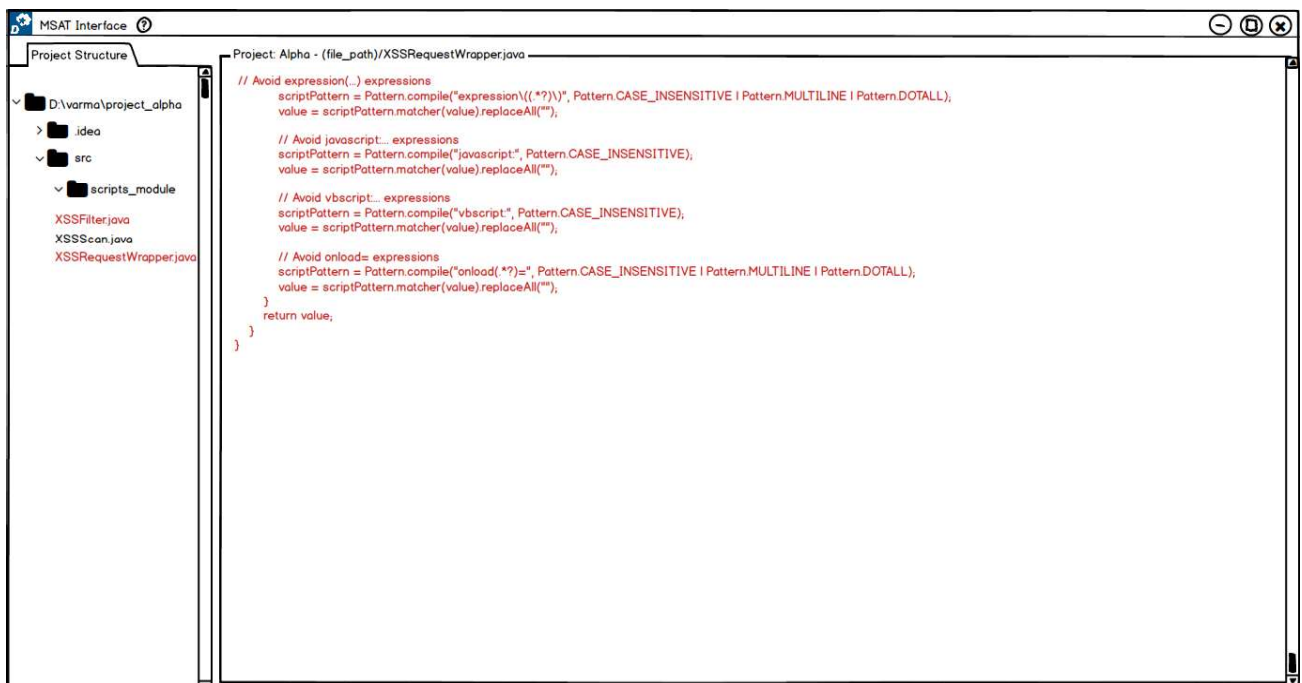 MSAT Interface ?
Project Structure
D:\varma\project_alpha
.idea
src
scripts_module
XSSFilter.java
XSSScan.java
XSSRequestWrapper.java
Project: Alpha - (file_path)/XSSRequestWrapper.java
// Avoid expression(...) expressions
scriptPattern = Pattern.compile("expression\((.*?)\)", Pattern.CASE_INSENSITIVE | Pattern.MULTILINE | Pattern.DOTALL);
value = scriptPattern.matcher(value).replaceAll("");
// Avoid javascript:... expressions
scriptPattern = Pattern.compile("javascript:", Pattern.CASE_INSENSITIVE);
value = scriptPattern.matcher(value).replaceAll("");
// Avoid vbscript:... expressions
scriptPattern = Pattern.compile("vbscript:", Pattern.CASE_INSENSITIVE);
value = scriptPattern.matcher(value).replaceAll("");
// Avoid onload= expressions
scriptPattern = Pattern.compile("onload(.*?)=", Pattern.CASE_INSENSITIVE | Pattern.MULTILINE | Pattern.DOTALL);
value = scriptPattern.matcher(value).replaceAll("");
}
return value;
}
}